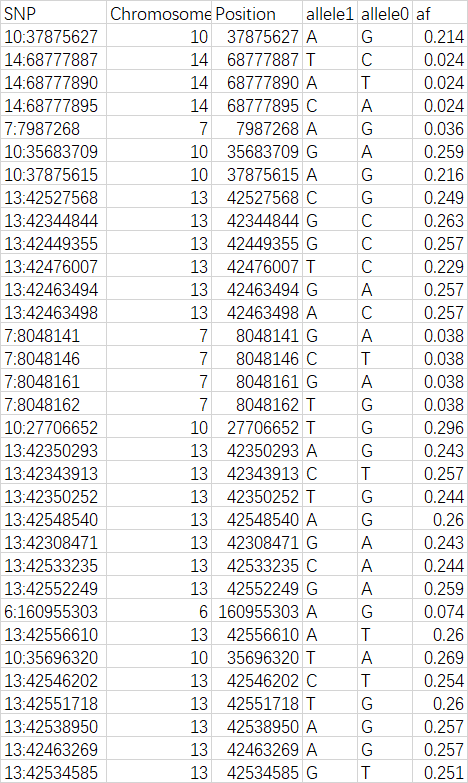 SNP Chromosome Position allele1 allele0 af
10:37875627 10 37875627 A G 0.214
14:68777887 14 68777887 T C 0.024
14:68777890 14 68777890 A T 0.024
14:68777895 14 68777895 C A 0.024
7:7987268 7 7987268 A G 0.036
10:35683709 10 35683709 G A 0.259
10:37875615 10 37875615 A G 0.216
13:42527568 13 42527568 C G 0.249
13:42344844 13 42344844 G C 0.263
13:42449355 13 42449355 G C 0.257
13:42476007 13 42476007 T C 0.229
13:42463494 13 42463494 G A 0.257
13:42463498 13 42463498 A C 0.257
7:8048141 7 8048141 G A 0.038
7:8048146 7 8048146 C T 0.038
7:8048161 7 8048161 G A 0.038
7:8048162 7 8048162 T G 0.038
10:27706652 10 27706652 T G 0.296
13:42350293 13 42350293 A G 0.243
13:42343913 13 42343913 C T 0.257
13:42350252 13 42350252 T G 0.244
13:42548540 13 42548540 A G 0.26
13:42308471 13 42308471 G A 0.243
13:42533235 13 42533235 C A 0.244
13:42552249 13 42552249 G A 0.259
6:160955303 6 160955303 A G 0.074
13:42556610 13 42556610 A T 0.26
10:35696320 10 35696320 T A 0.269
13:42546202 13 42546202 C T 0.254
13:42551718 13 42551718 T G 0.26
13:42538950 13 42538950 A G 0.257
13:42463269 13 42463269 A G 0.257
13:42534585 13 42534585 G T 0.251